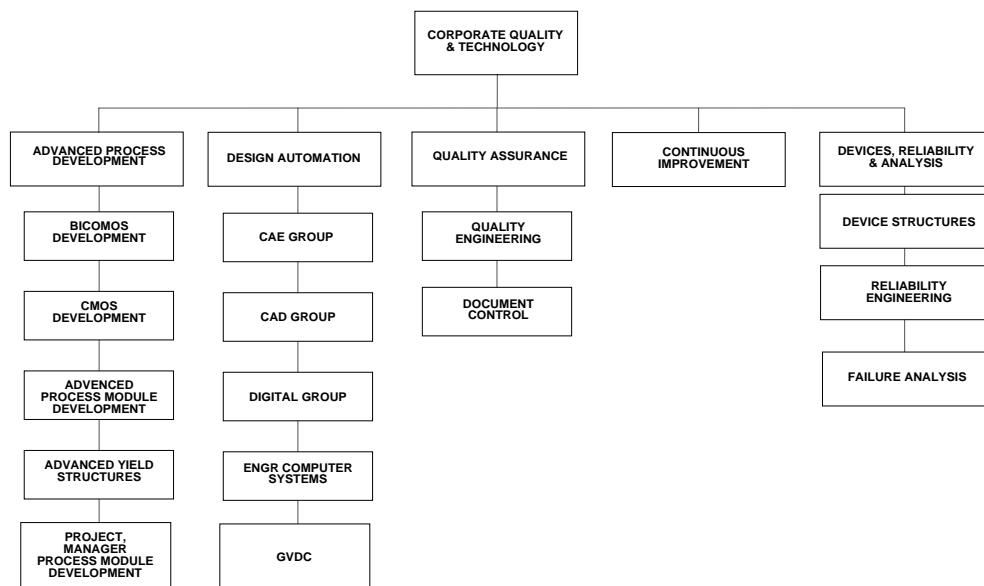 CORPORATE QUALITY
& TECHNOLOGY
ADVANCED PROCESS
DEVELOPMENT
DESIGN AUTOMATION
QUALITY ASSURANCE
CONTINUOUS
IMPROVEMENT
DEVICES, RELIABILITY
& ANALYSIS
BICOMOS
DEVELOPMENT
CMOS
DEVELOPMENT
ADVENCED
PROCESS MODULE
DEVELOPMENT
ADVANCED YIELD
STRUCTURES
PROJECT,
MANAGER
PROCESS MODULE
DEVELOPMENT
CAE GROUP
CAD GROUP
DIGITAL GROUP
ENGR COMPUTER
SYSTEMS
GVDC
QUALITY
ENGINEERING
DOCUMENT
CONTROL
DEVICE STRUCTURES
RELIABILITY
ENGINEERING
FAILURE ANALYSIS